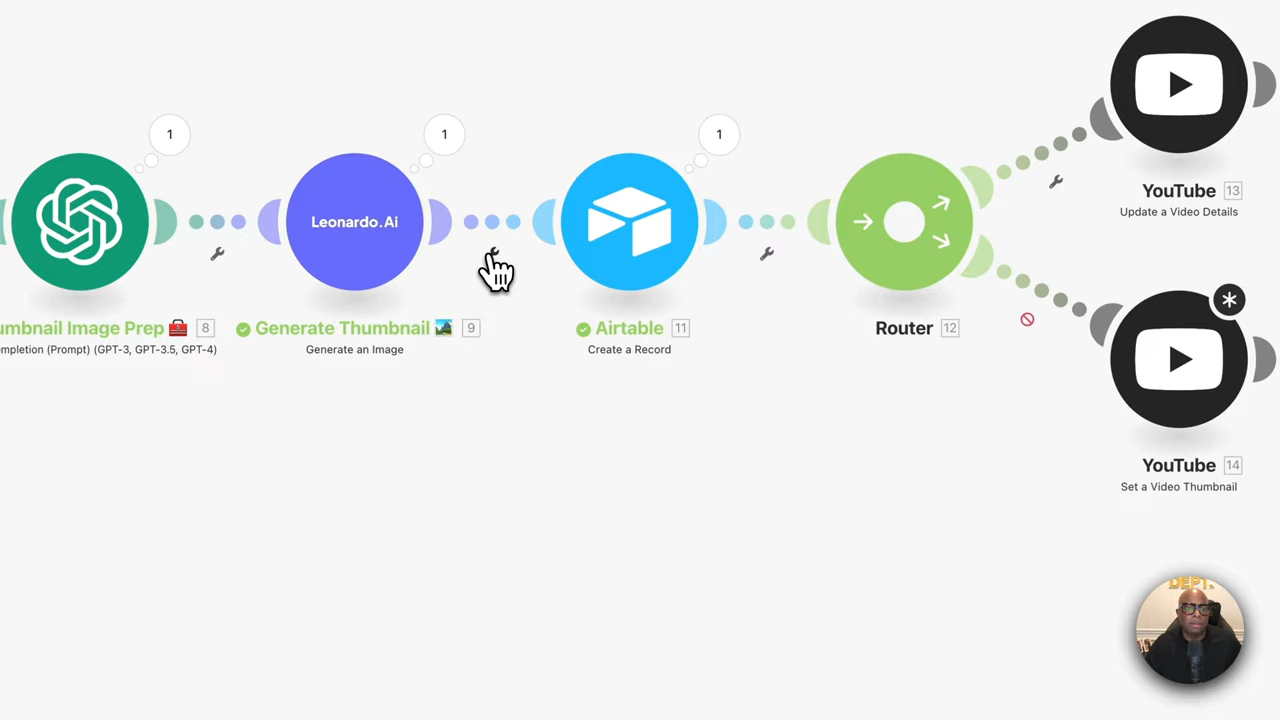 1
1
1
Leonardo.Ai
YouTube 13
Update a Video Details
umbnail Image Prep 🧰 8
mpletion (Prompt) (GPT-3, GPT-3.5, GPT-4)
Generate Thumbnail 🏞️ 9
Generate an Image
Airtable 11
Create a Record
Router 12
YouTube 14
Set a Video Thumbnail
DEPT